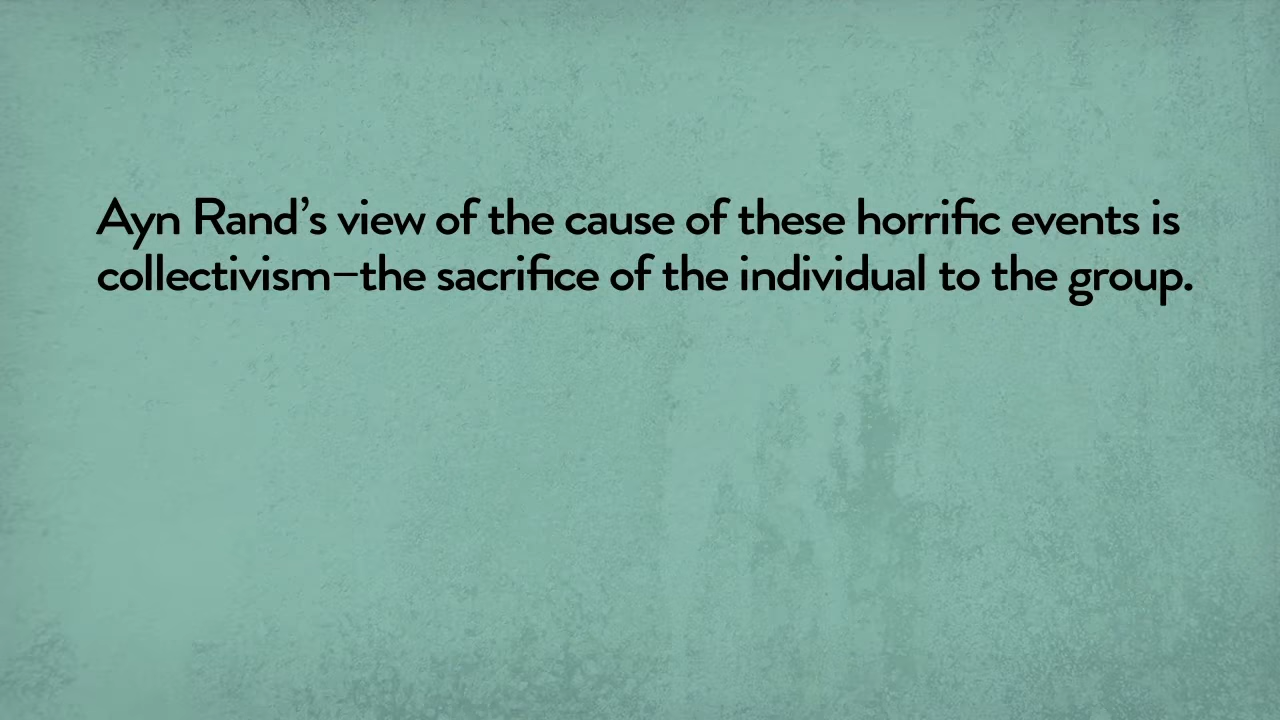 Ayn Rand’s view of the cause of these horrific events is
collectivism–the sacrifice of the individual to the group.